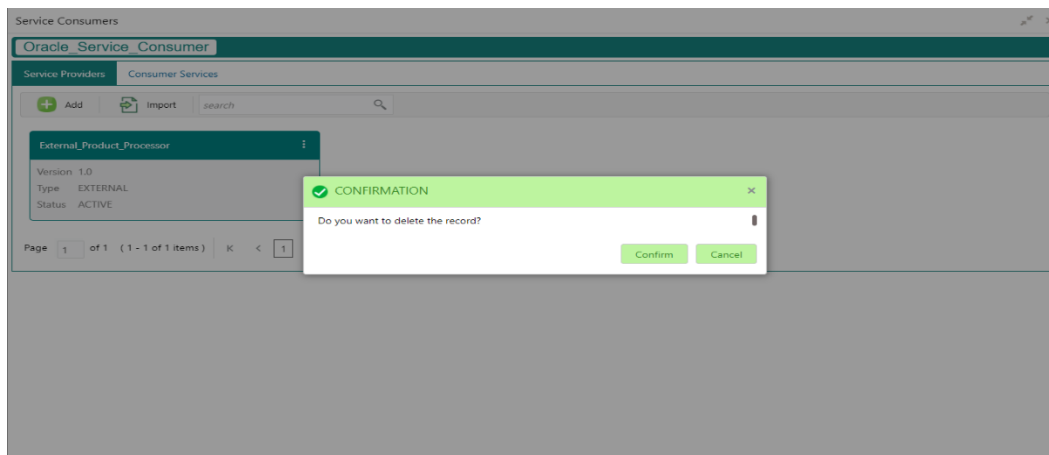 Service Consumers
Oracle_Service_Consumer
Service Providers Consumer Services
Add Import search
External_Product_Processor
Version 1.0
Type EXTERNAL
Status ACTIVE
CONFIRMATION
Do you want to delete the record?
Confirm Cancel
Page 1 of 1 ( 1 - 1 of 1 items ) 1